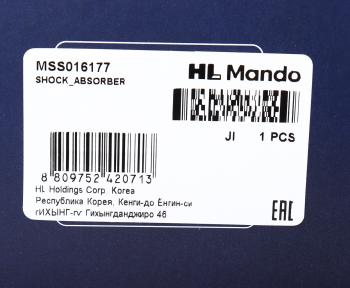 MSS016177
SHOCK_ABSORBER
HL Mando
JI 1 PCS
8 809752 420713
HL Holdings Corp, Korea
Республика Корея, Кенги-до Ёнгин-си
гИХЫНГ-гу Гихынгданджиро 46
EAC